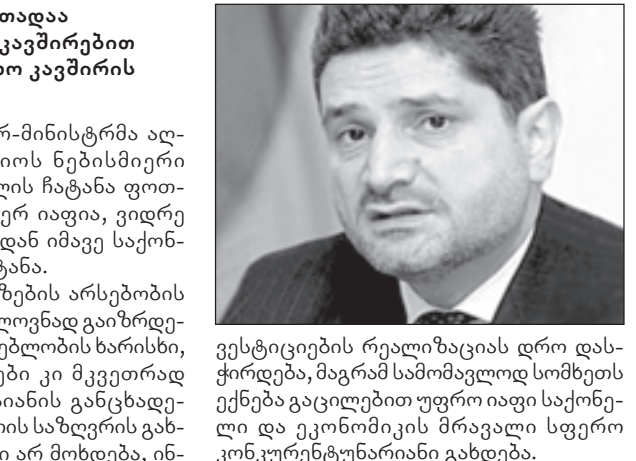 თადაა
კავშირებით
ო კავშირის
რ-მინისტრმა აღ-
იოს ნებისმიერი
ლის ჩატანა ფოთ-
ერ იაფია, ვიდრე
დან იმავე საქონ-
ტანა.
ზების არსებობის
ლოვნად გაიზრდე-
ებლობის ხარისხი,
ები კი მკვეთრად
იანის განცხადე-
ის საზღვრის გახ-
ი არ მოხდება, ინ-
ვესტიციების რეალიზაციას დრო დას-
ჭირდება, მაგრამ სამომავლოდ სომხეთს
ექნება გაცილებით უფრო იაფი საქონე-
ლი და ეკონომიკის მრავალი სფერო
კონკურენტუნარიანი გახდება.